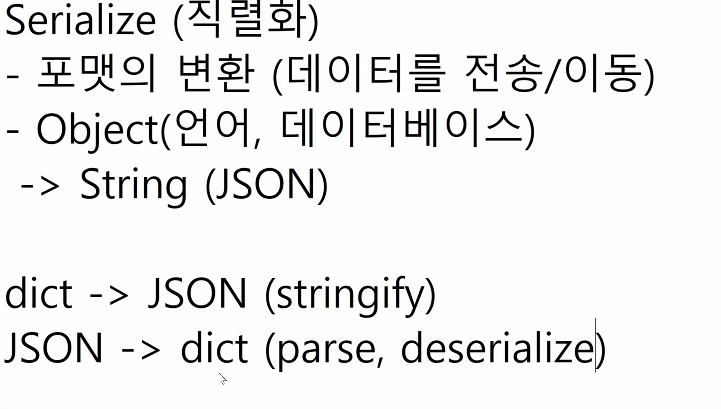 Serialize (직렬화)
- 포맷의 변환 (데이터를 전송/이동)
- Object(언어, 데이터베이스)
-> String (JSON)
dict -> JSON (stringify)
JSON -> dict (parse, deserialize)